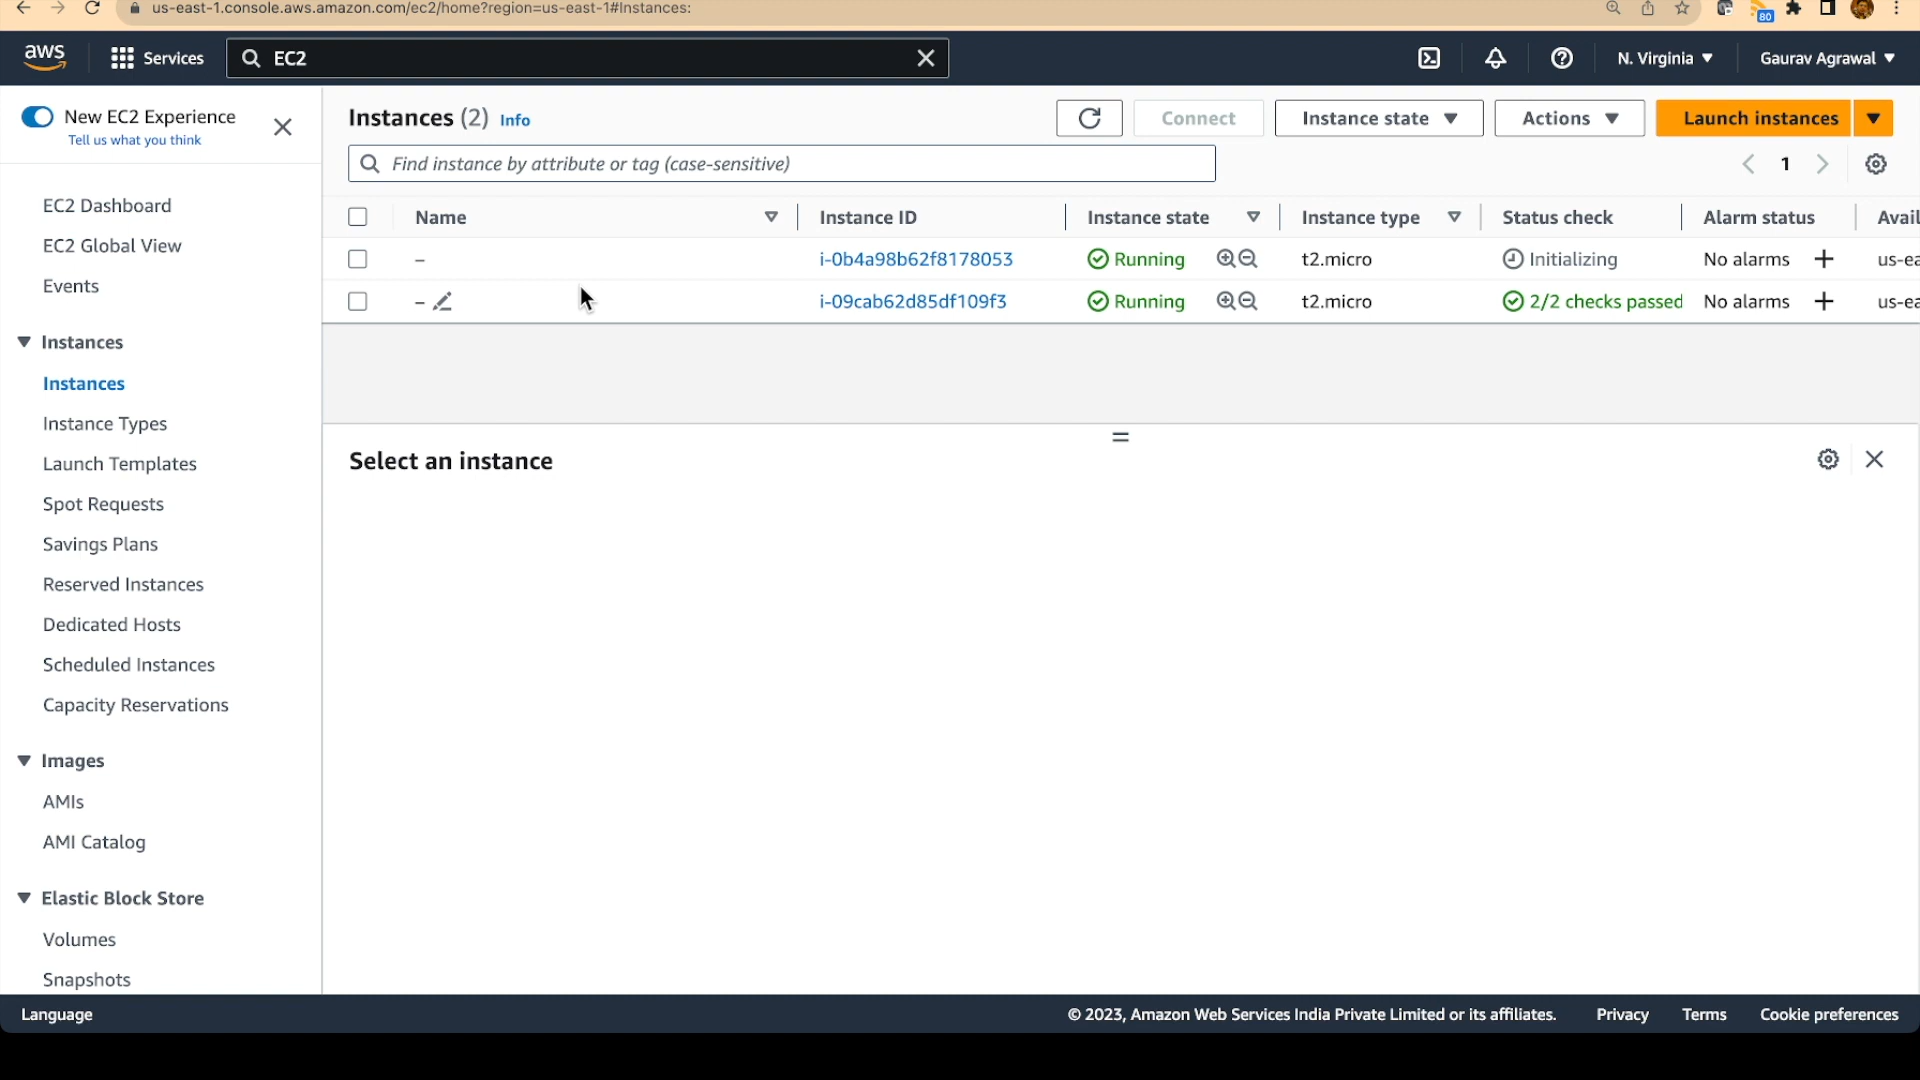 us-east-1.console.aws.amazon.com/ec2/home?region=us-east-1#Instances:
80
aws
Services
EC2
N. Virginia
Gaurav Agrawal
New EC2 Experience
Tell us what you think
EC2 Dashboard
EC2 Global View
Events
Instances
Instances
Instance Types
Launch Templates
Spot Requests
Savings Plans
Reserved Instances
Dedicated Hosts
Scheduled Instances
Capacity Reservations
Images
AMIs
AMI Catalog
Elastic Block Store
Volumes
Snapshots
Instances (2) Info
Connect
Instance state
Actions
Launch instances
Find instance by attribute or tag (case-sensitive)
1
Name Instance ID Instance state Instance type Status check Alarm status Avail
– i-0b4a98b62f8178053 Running t2.micro Initializing No alarms + us-ea
– i-09cab62d85df109f3 Running t2.micro 2/2 checks passed No alarms + us-ea
Select an instance
Language
© 2023, Amazon Web Services India Private Limited or its affiliates.
Privacy
Terms
Cookie preferences